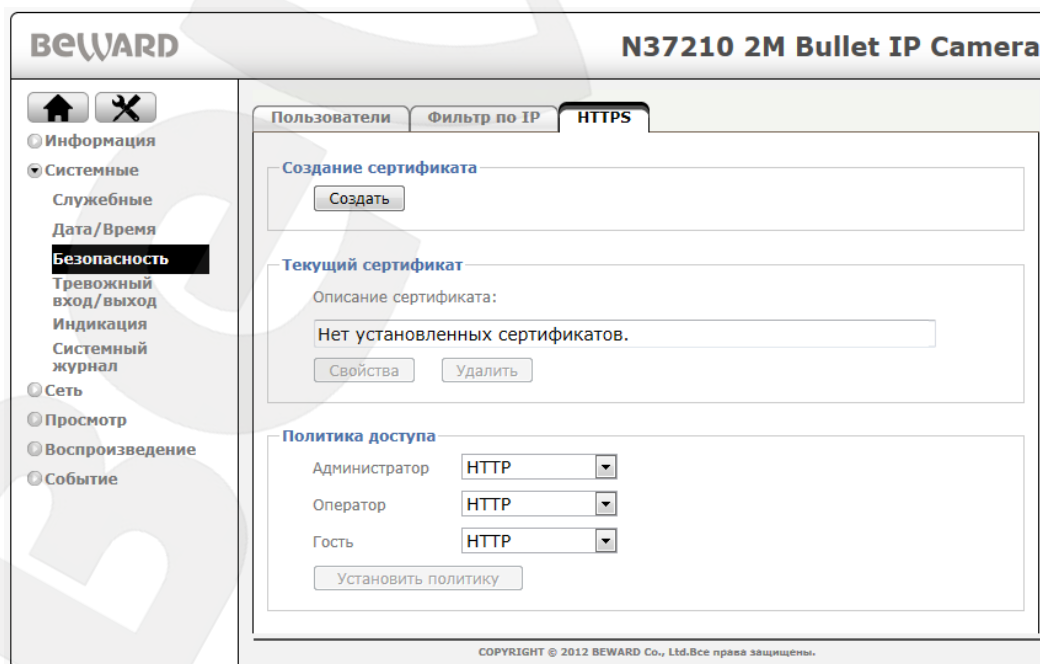 BEWARD
N37210 2M Bullet IP Camera
Информация
Системные
Служебные
Дата/Время
Безопасность
Тревожный
вход/выход
Индикация
Системный
журнал
Сеть
Просмотр
Воспроизведение
Событие
Пользователи
Фильтр по IP
HTTPS
Создание сертификата
Создать
Текущий сертификат
Описание сертификата:
Нет установленных сертификатов.
Свойства
Удалить
Политика доступа
Администратор HTTP
Оператор HTTP
Гость HTTP
Установить политику
COPYRIGHT © 2012 BEWARD Co., Ltd.Все права защищены.